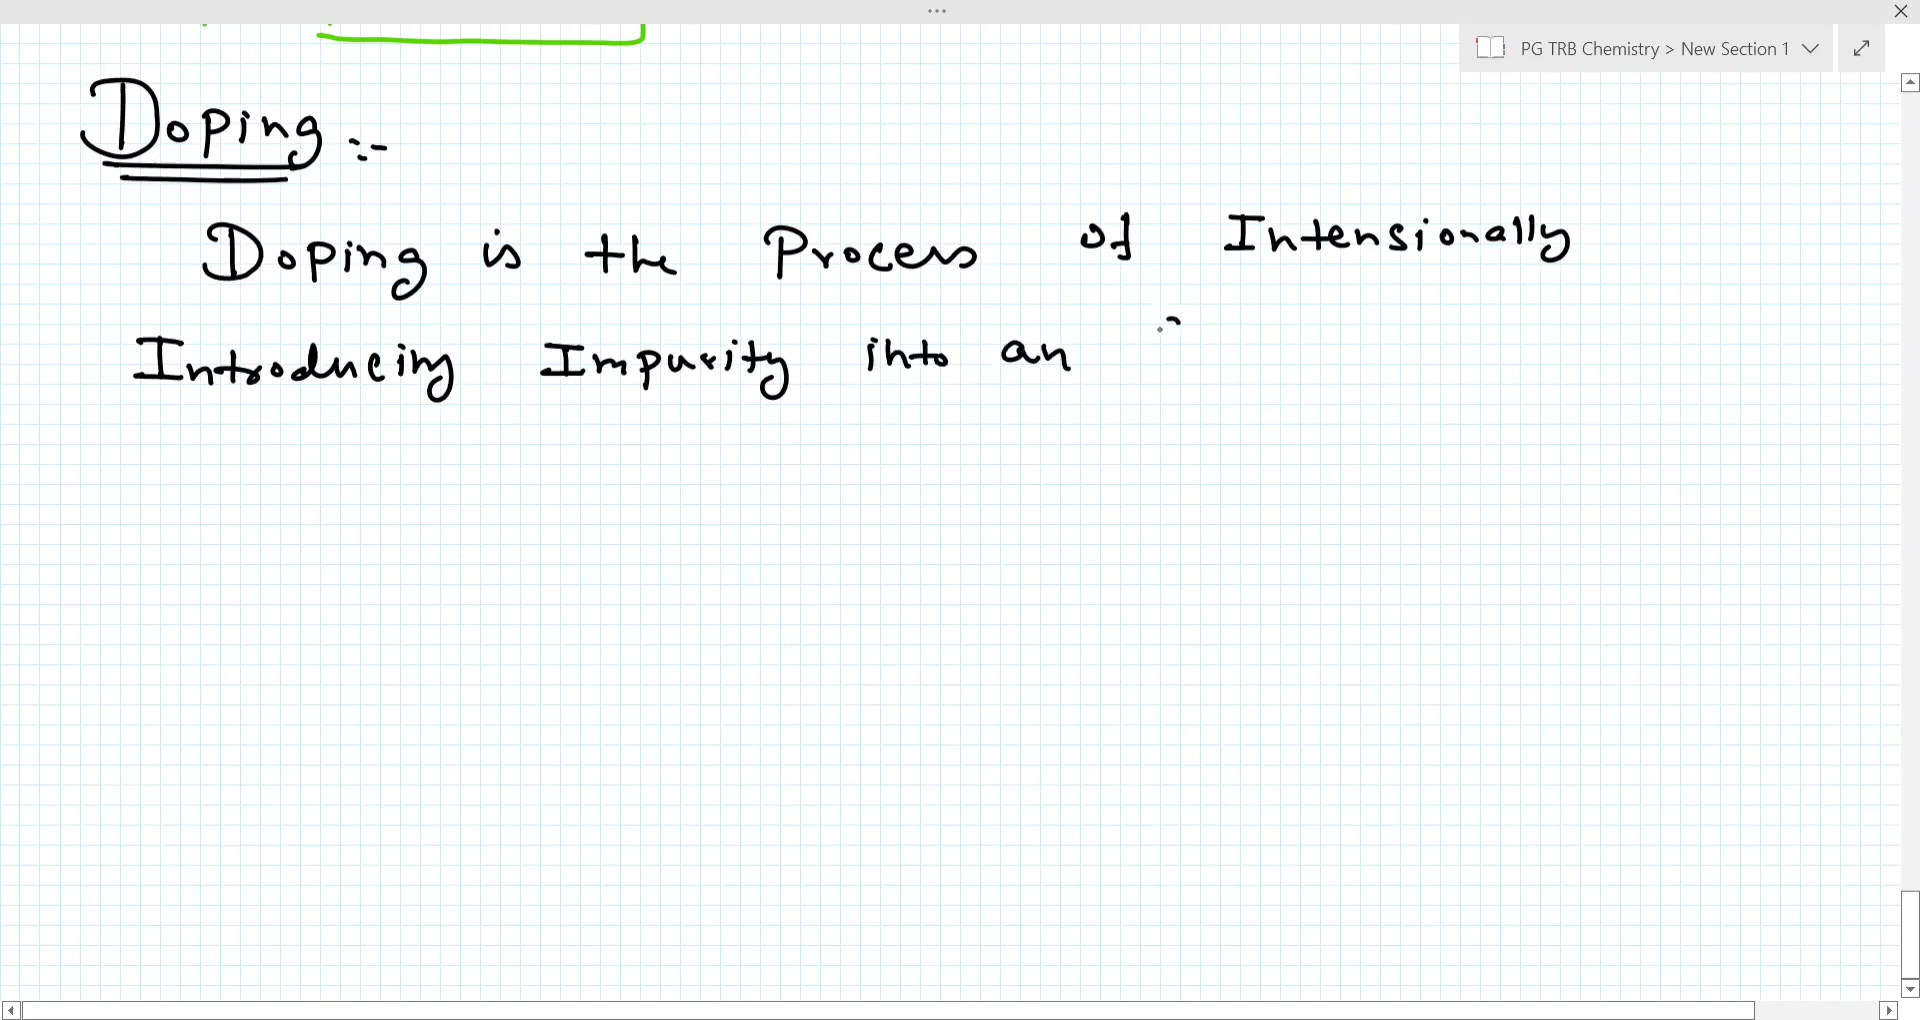 PG TRB Chemistry > New Section 1
Doping :-
Doping is the Process of Intensionally
Introducing Impurity into an